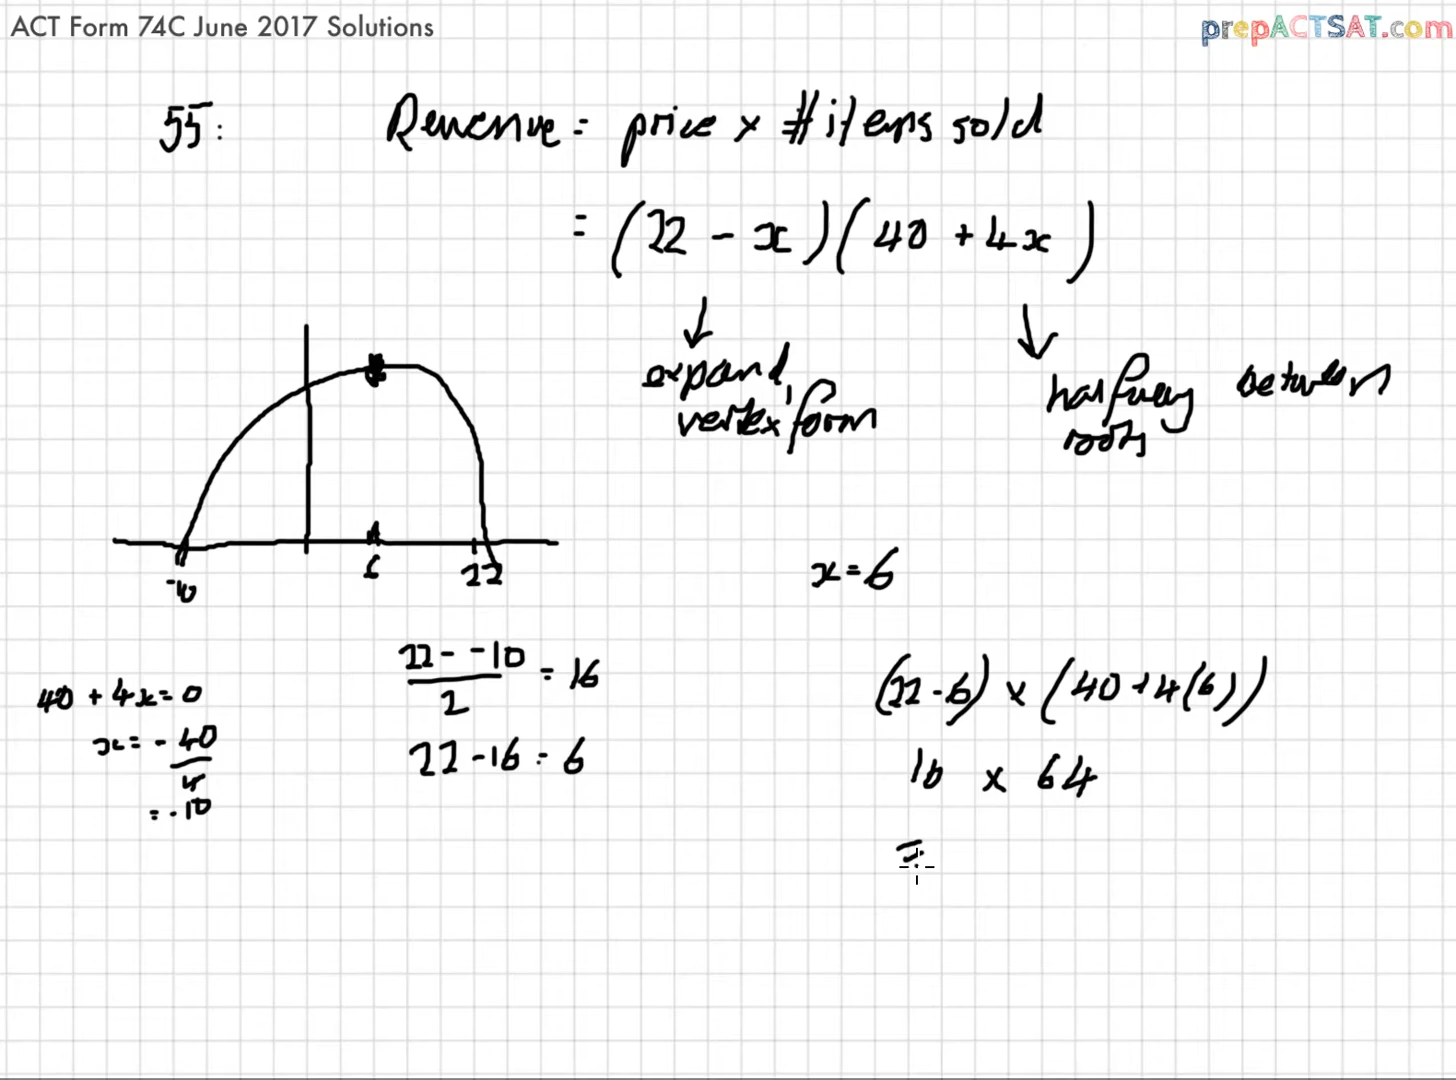 ACT Form 74C June 2017 Solutions
prepACTSAT.com
55:
Revenue = price × #items sold
= (22 - x)(40 + 4x)
expand,
vertex form
halfway between
roots
-10
6
22
x=6
40 + 4x = 0
x = - 40
4
= -10
22 - -10
2
= 16
22 - 16 = 6
(22-6) × (40+4(6))
16 × 64
=